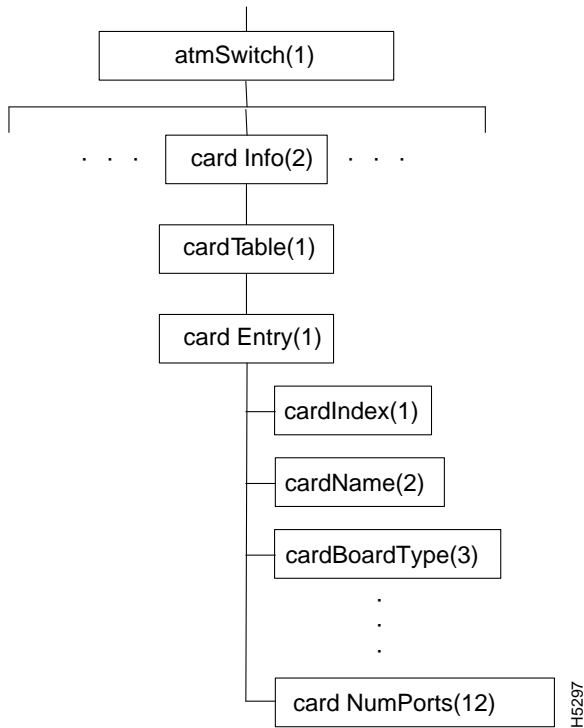 atmSwitch(1)
. . . card Info(2) . . .
cardTable(1)
card Entry(1)
cardIndex(1)
cardName(2)
cardBoardType(3)
.
.
.
card NumPorts(12)
H5297